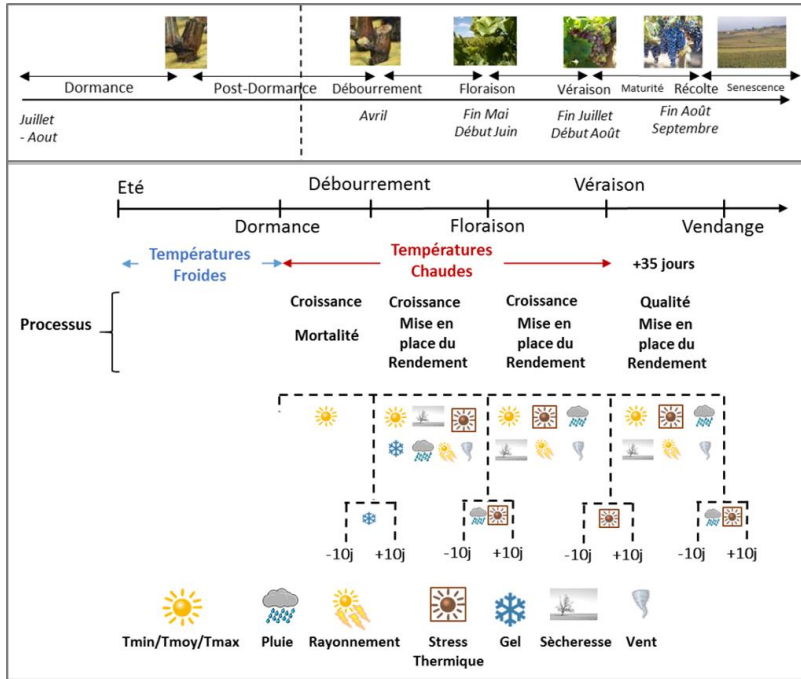 Dormance
Post-Dormance
Débourrement
Floraison
Véraison
Maturité
Récolte
Senescence
Juillet
- Aout
Avril
Fin Mai
Début Juin
Fin Juillet
Début Août
Fin Août
Septembre
Eté
Débourrement
Véraison
Dormance
Floraison
Vendange
Températures
Froides
Températures
Chaudes
+35 jours
Processus
Croissance
Mortalité
Croissance
Mise en
place du
Rendement
Croissance
Mise en
place du
Rendement
Qualité
Mise en
place du
Rendement
-10j +10j
-10j +10j
-10j +10j
-10j +10j
Tmin/Tmoy/Tmax
Pluie
Rayonnement
Stress
Thermique
Gel
Sècheresse
Vent